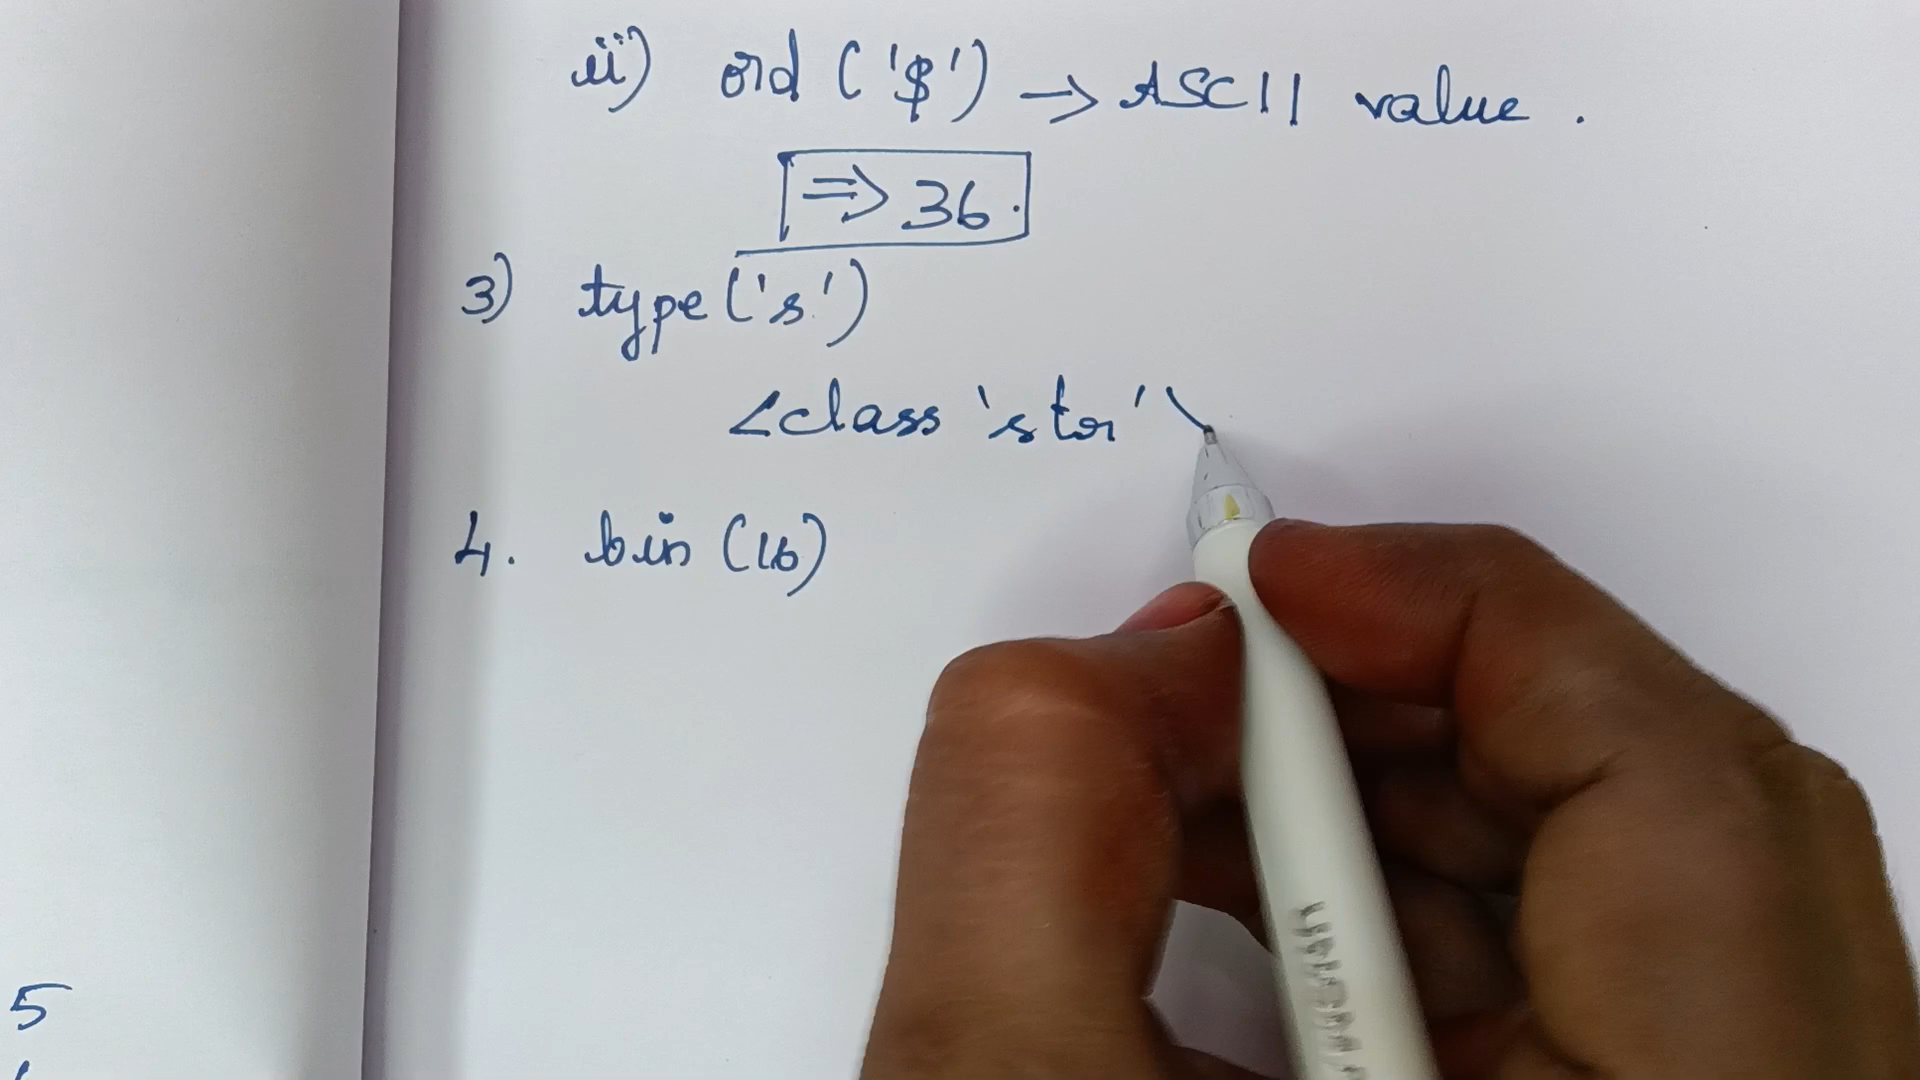 ii) ord ('$') → ASCII value .
⇒ 36.
3) type ('s')
<class 'str'
4. bin (16)
5